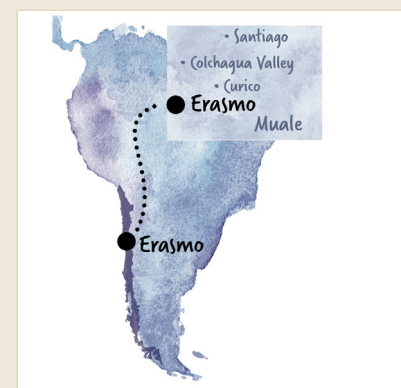 • Santiago
• Colchagua Valley
• Curico
Erasmo
Muale
Erasmo